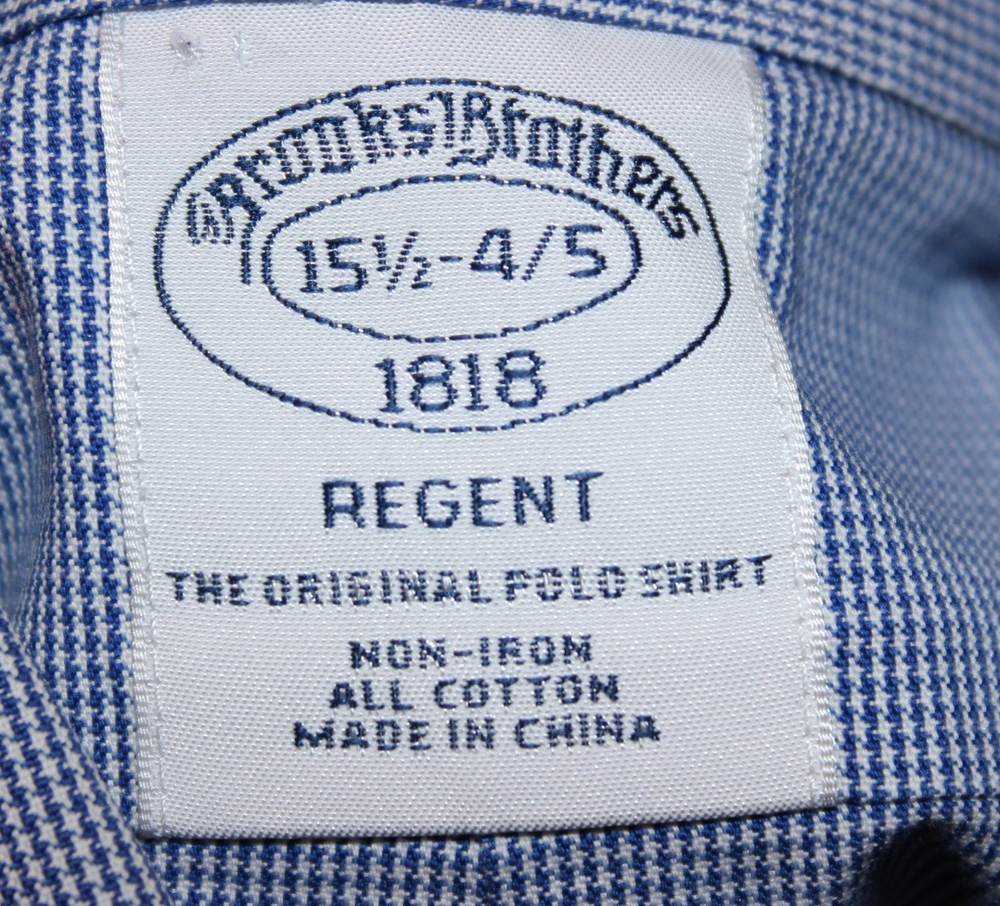 Brooks Brothers
15½-4/5
1818
REGENT
THE ORIGINAL POLO SHIRT
NON-IRON
ALL COTTON
MADE IN CHINA